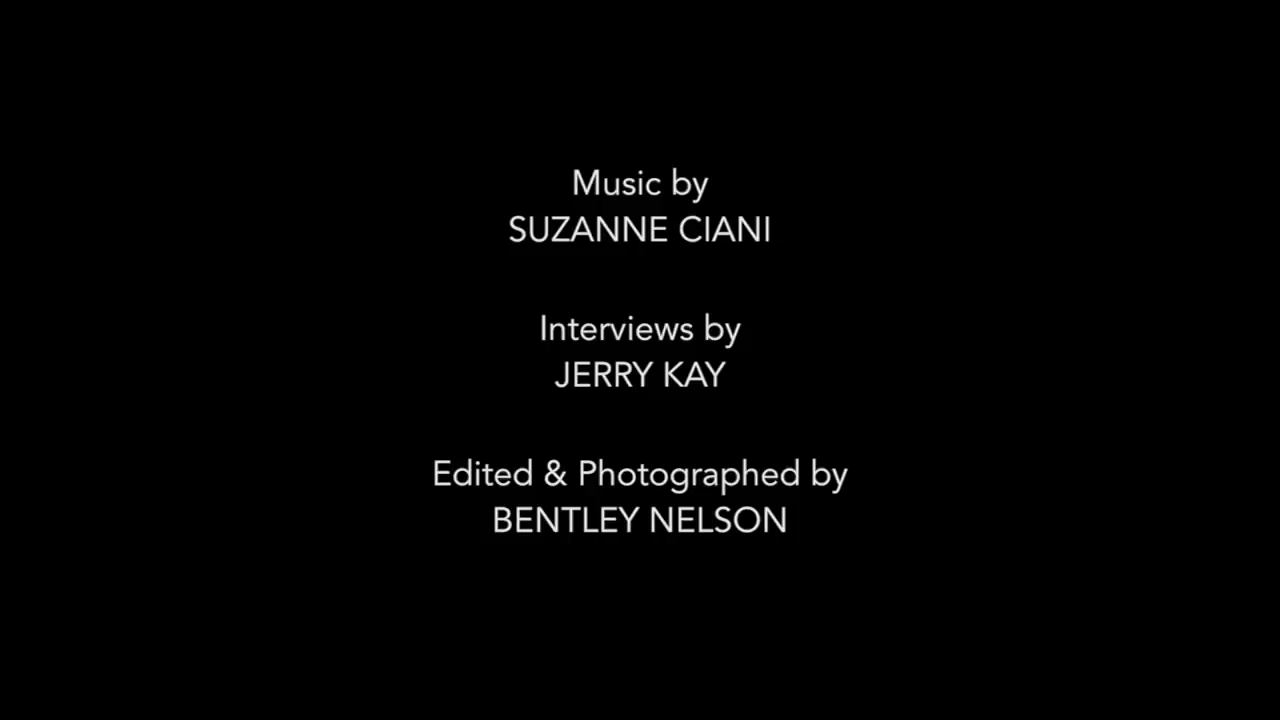 Music by
SUZANNE CIANI
Interviews by
JERRY KAY
Edited & Photographed by
BENTLEY NELSON